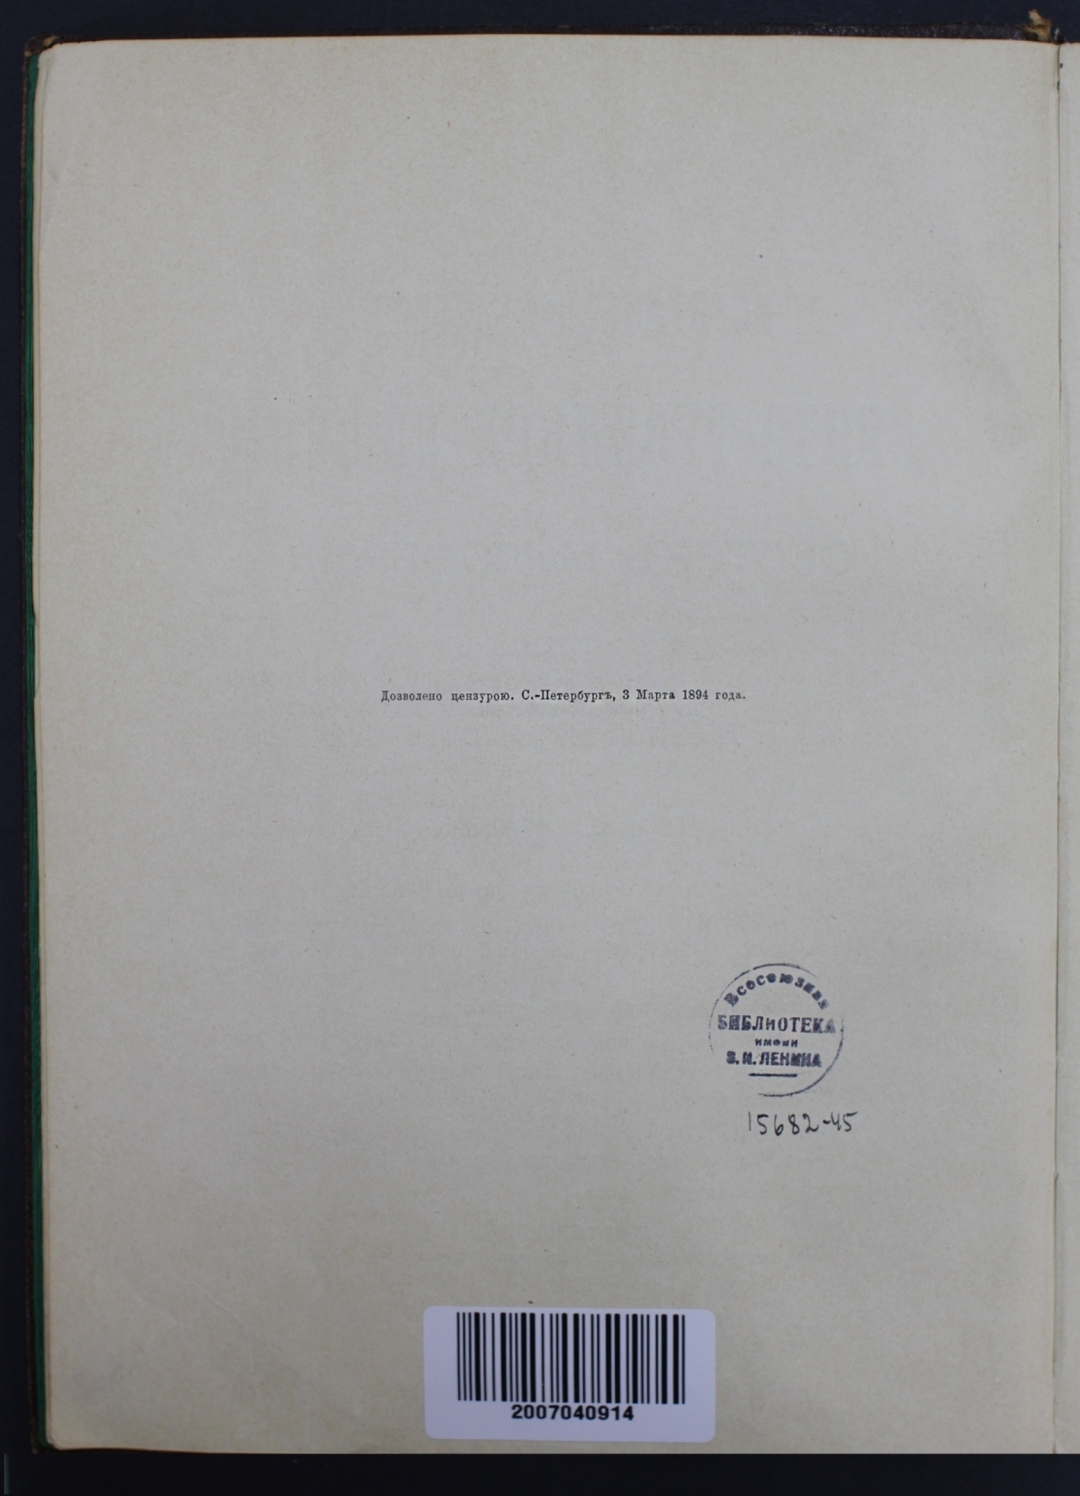 Дозволено цензурою. С.-Петербургъ, 3 Марта 1894 года.
Всесоюзная
БИБЛИОТЕКА
имени
В. И. ЛЕНИНА
15682-45
2007040914